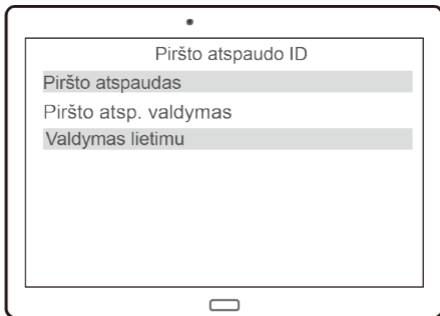 Piršto atspaudo ID
Piršto atspaudas
Piršto atsp. valdymas
Valdymas lietimu